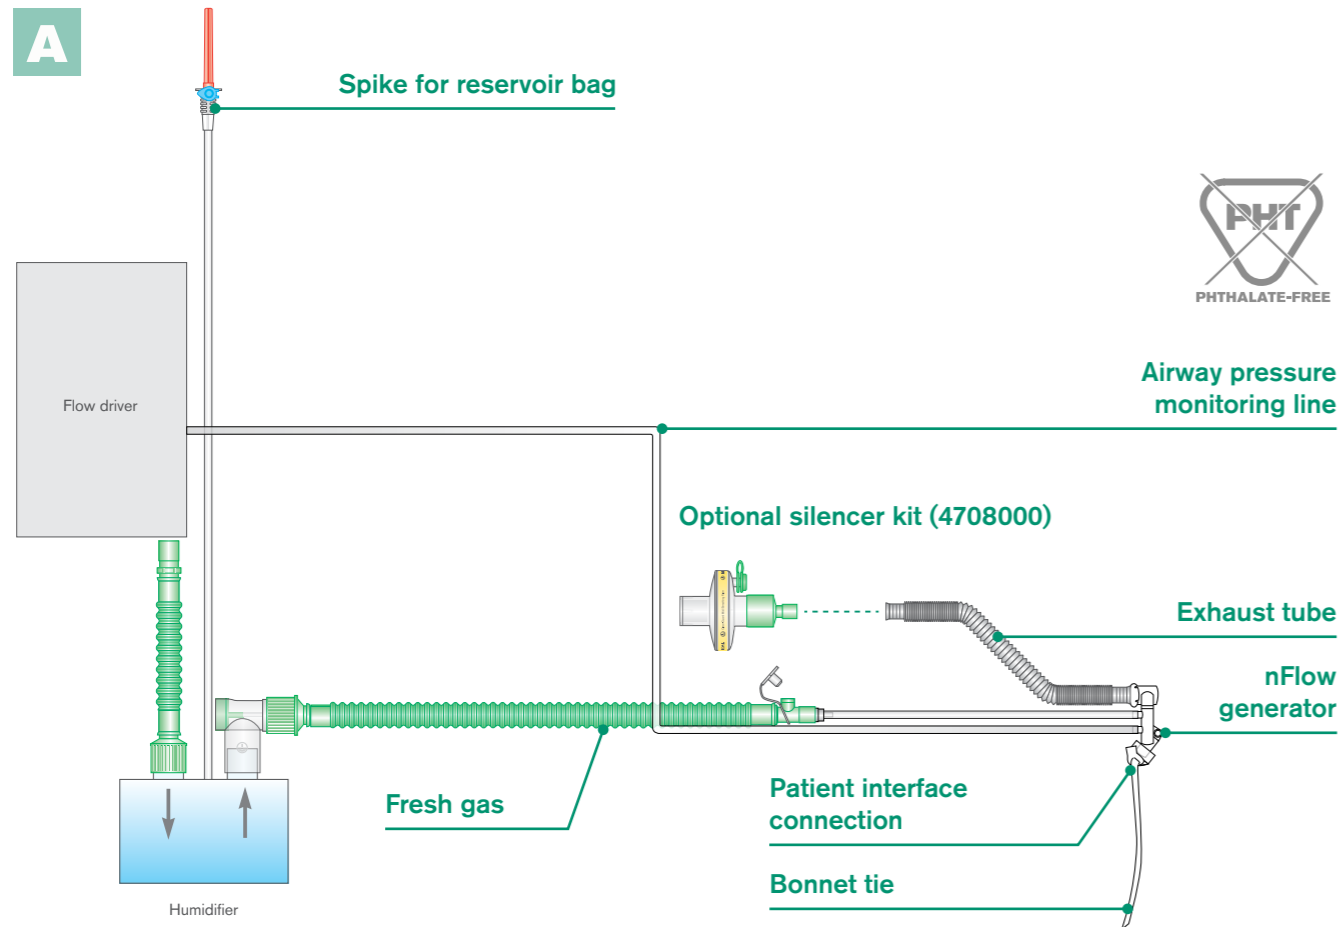 A
Spike for reservoir bag
PHT
PHTHALATE-FREE
Flow driver
Airway pressure
monitoring line
Optional silencer kit (4708000)
Exhaust tube
nFlow
generator
Patient interface
connection
Fresh gas
Bonnet tie
Humidifier